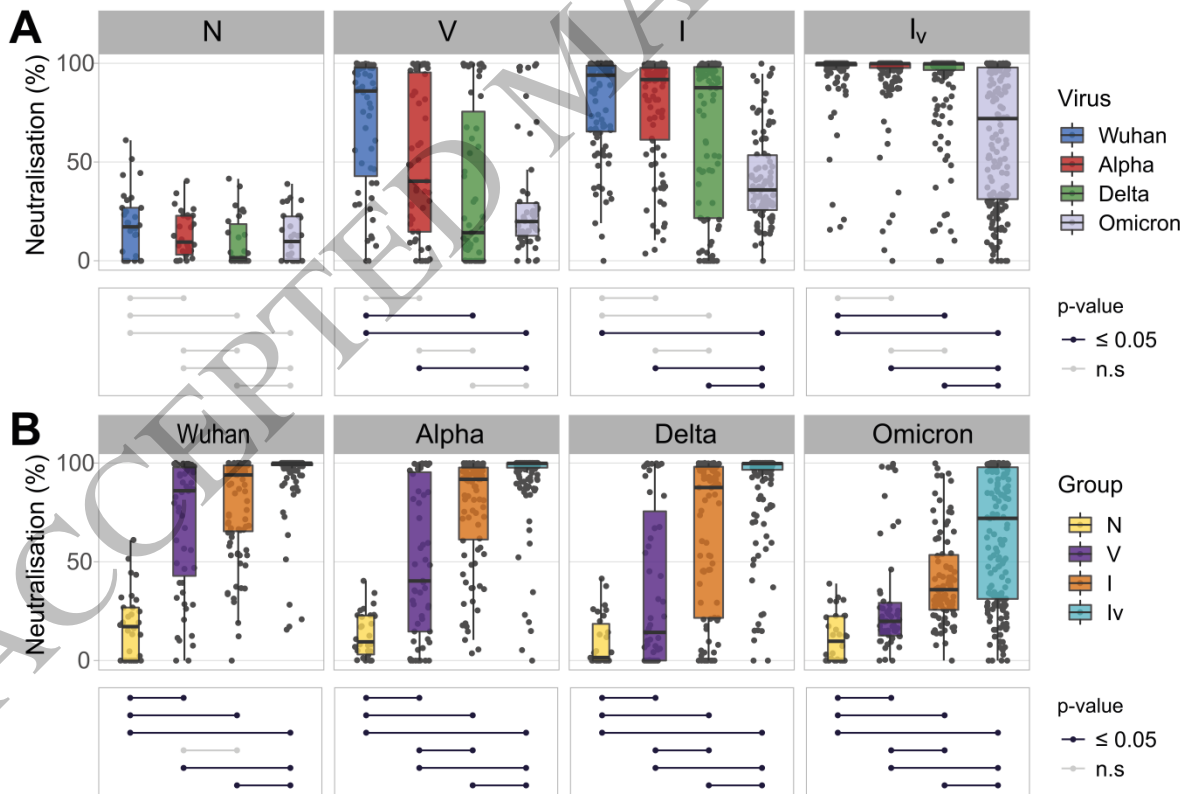 A
N V I Iv
Neutralisation (%)
100
50
0
Virus
Wuhan
Alpha
Delta
Omicron
p-value
≤ 0.05
n.s
B
Wuhan Alpha Delta Omicron
Neutralisation (%)
100
50
0
Group
N
V
I
Iv
p-value
≤ 0.05
n.s
ACCEPTED MA